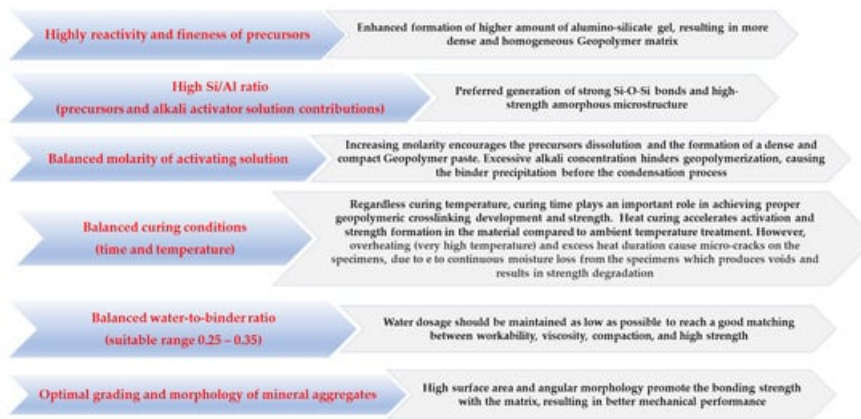 Highly reactivity and fineness of precursors
Enhanced formation of higher amount of alumino-silicate gel, resulting in more
dense and homogeneous Geopolymer matrix
High Si/Al ratio
(precursors and alkali activator solution contributions)
Preferred generation of strong Si-O-Si bonds and high-
strength amorphous microstructure
Balanced molarity of activating solution
Increasing molarity encourages the precursors dissolution and the formation of a dense and
compact Geopolymer paste. Excessive alkali concentration hinders geopolymerization, causing
the binder precipitation before the condensation process
Balanced curing conditions
(time and temperature)
Regardless curing temperature, curing time plays an important role in achieving proper
geopolymeric crosslinking development and strength. Heat curing accelerates activation and
strength formation in the material compared to ambient temperature treatment. However,
overheating (very high temperature) and excess heat duration cause micro-cracks on the
specimens, due to e to continuous moisture loss from the specimens which produces voids and
results in strength degradation
Balanced water-to-binder ratio
(suitable range 0.25 – 0.35)
Water dosage should be maintained as low as possible to reach a good matching
between workability, viscosity, compaction, and high strength
Optimal grading and morphology of mineral aggregates
High surface area and angular morphology promote the bonding strength
with the matrix, resulting in better mechanical performance